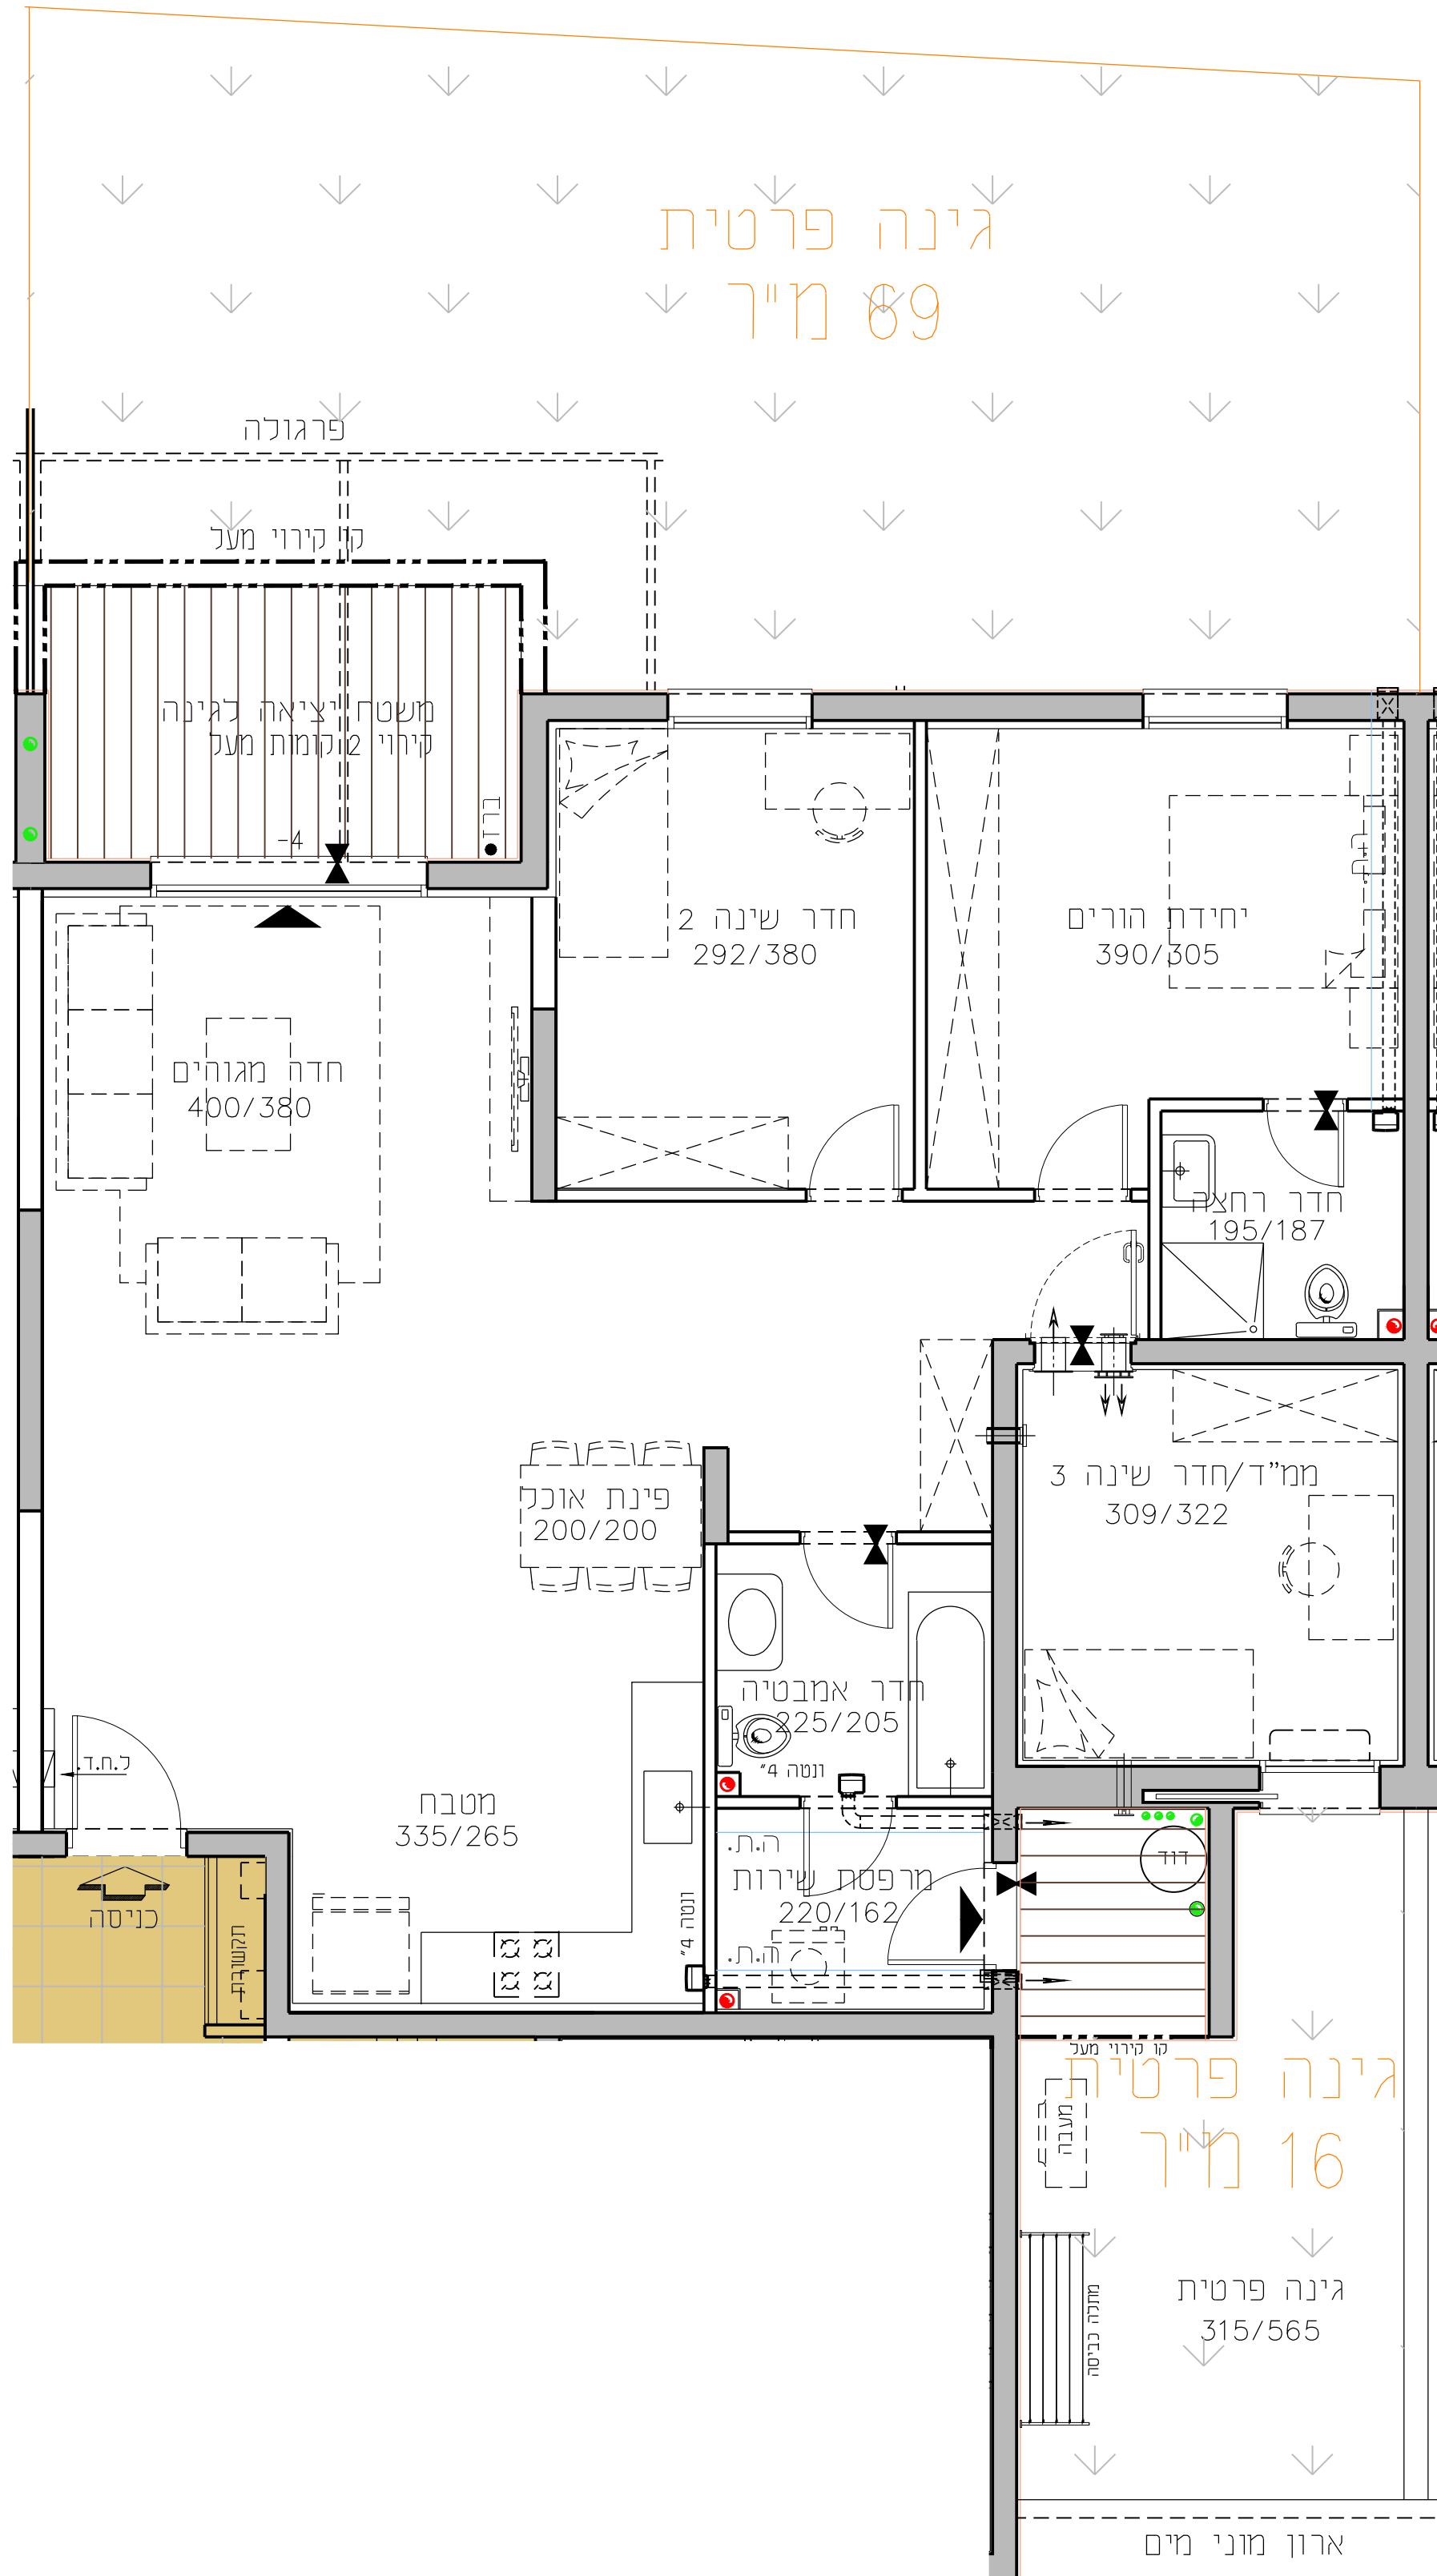 גינה פרטית
69 מ"ר
פרגולה
קו קירוי מעל
משטח יציאה לגינה
קירוי 2 קומות מעל
ברז
-4
חדר שינה 2
292/380
יחידת הורים
390/305
חדה מגוהים
400/380
חדר רחצה
195/187
ממ"ד/חדר שינה 3
309/322
פינת אוכל
200/200
חדר אמבטיה
225/205
ונטה 4"
ל.ח.ד.
מטבח
335/265
ה.ת.
מרפסת שירות
220/162
ה.ת.
ונטה 4"
דוד
כניסה
תקשורת
קו קירוי מעל
גינה פרטית
16 מ"ר
מעבה
גינה פרטית
315/565
מתלה כביסה
ארון מוני מים